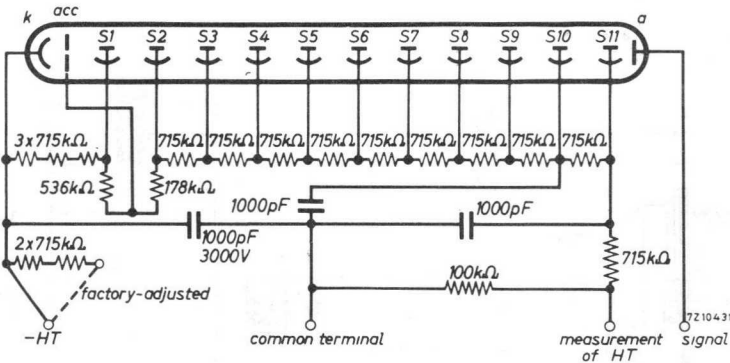 k acc a
S1 S2 S3 S4 S5 S6 S7 S8 S9 S10 S11
3x715kΩ 715kΩ 715kΩ 715kΩ 715kΩ 715kΩ 715kΩ 715kΩ 715kΩ 715kΩ
536kΩ 178kΩ
1000pF 1000pF
1000pF
3000V
2x715kΩ 715kΩ
100kΩ
factory-adjusted
7Z10431
-HT common terminal measurement signal
of HT